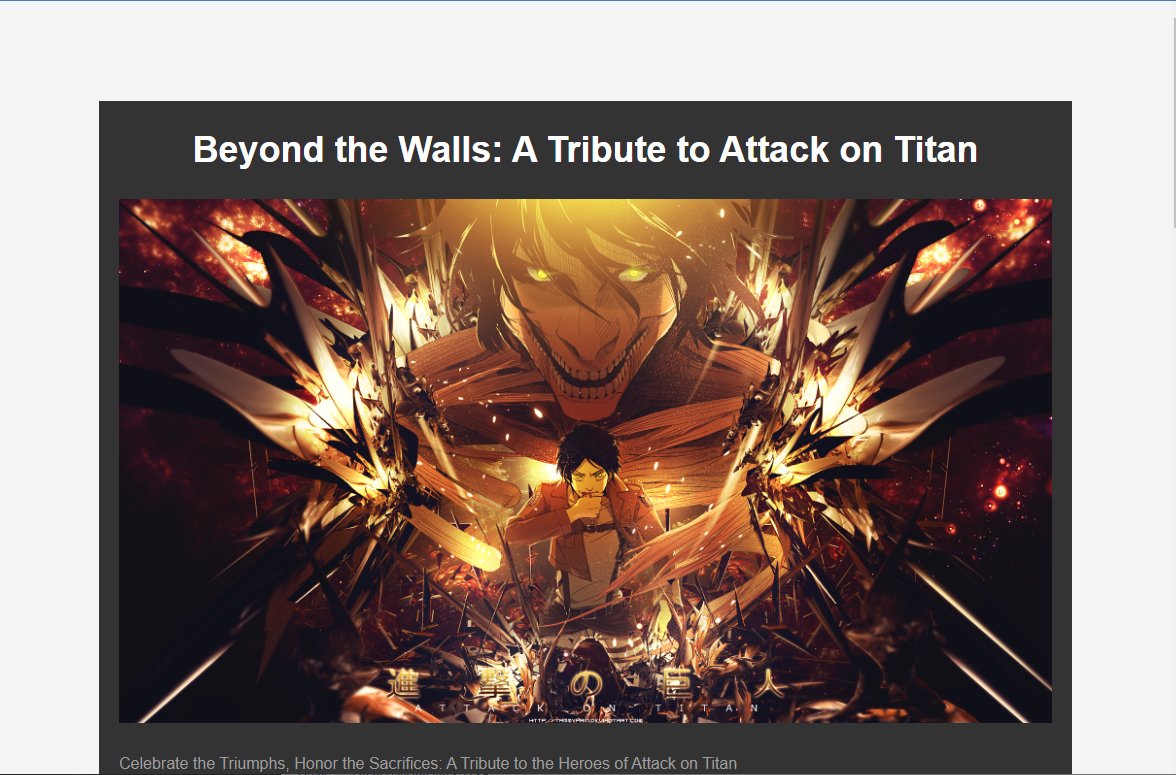 Beyond the Walls: A Tribute to Attack on Titan
進撃の巨人
ATTACK ON TITAN
Celebrate the Triumphs, Honor the Sacrifices: A Tribute to the Heroes of Attack on Titan